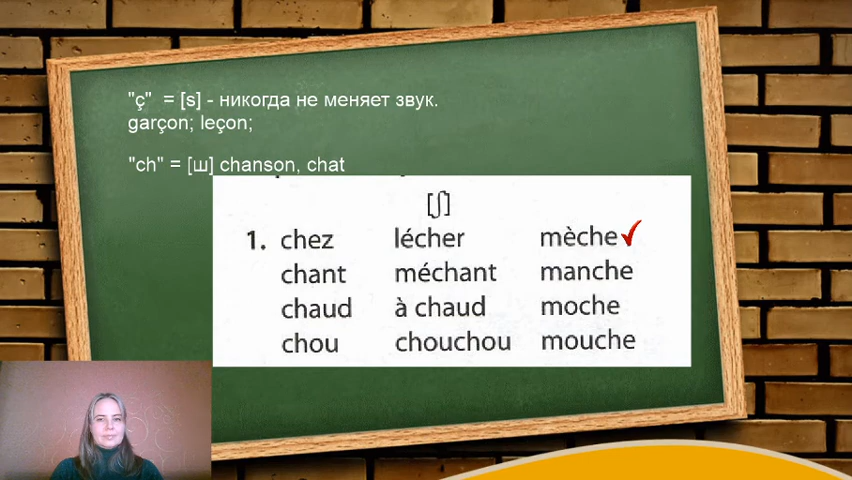 "ç" = [s] - никогда не меняет звук.
garçon; leçon;
"ch" = [ш] chanson, chat
[ʃ]
1. chez lécher mèche
chant méchant manche
chaud à chaud moche
chou chouchou mouche